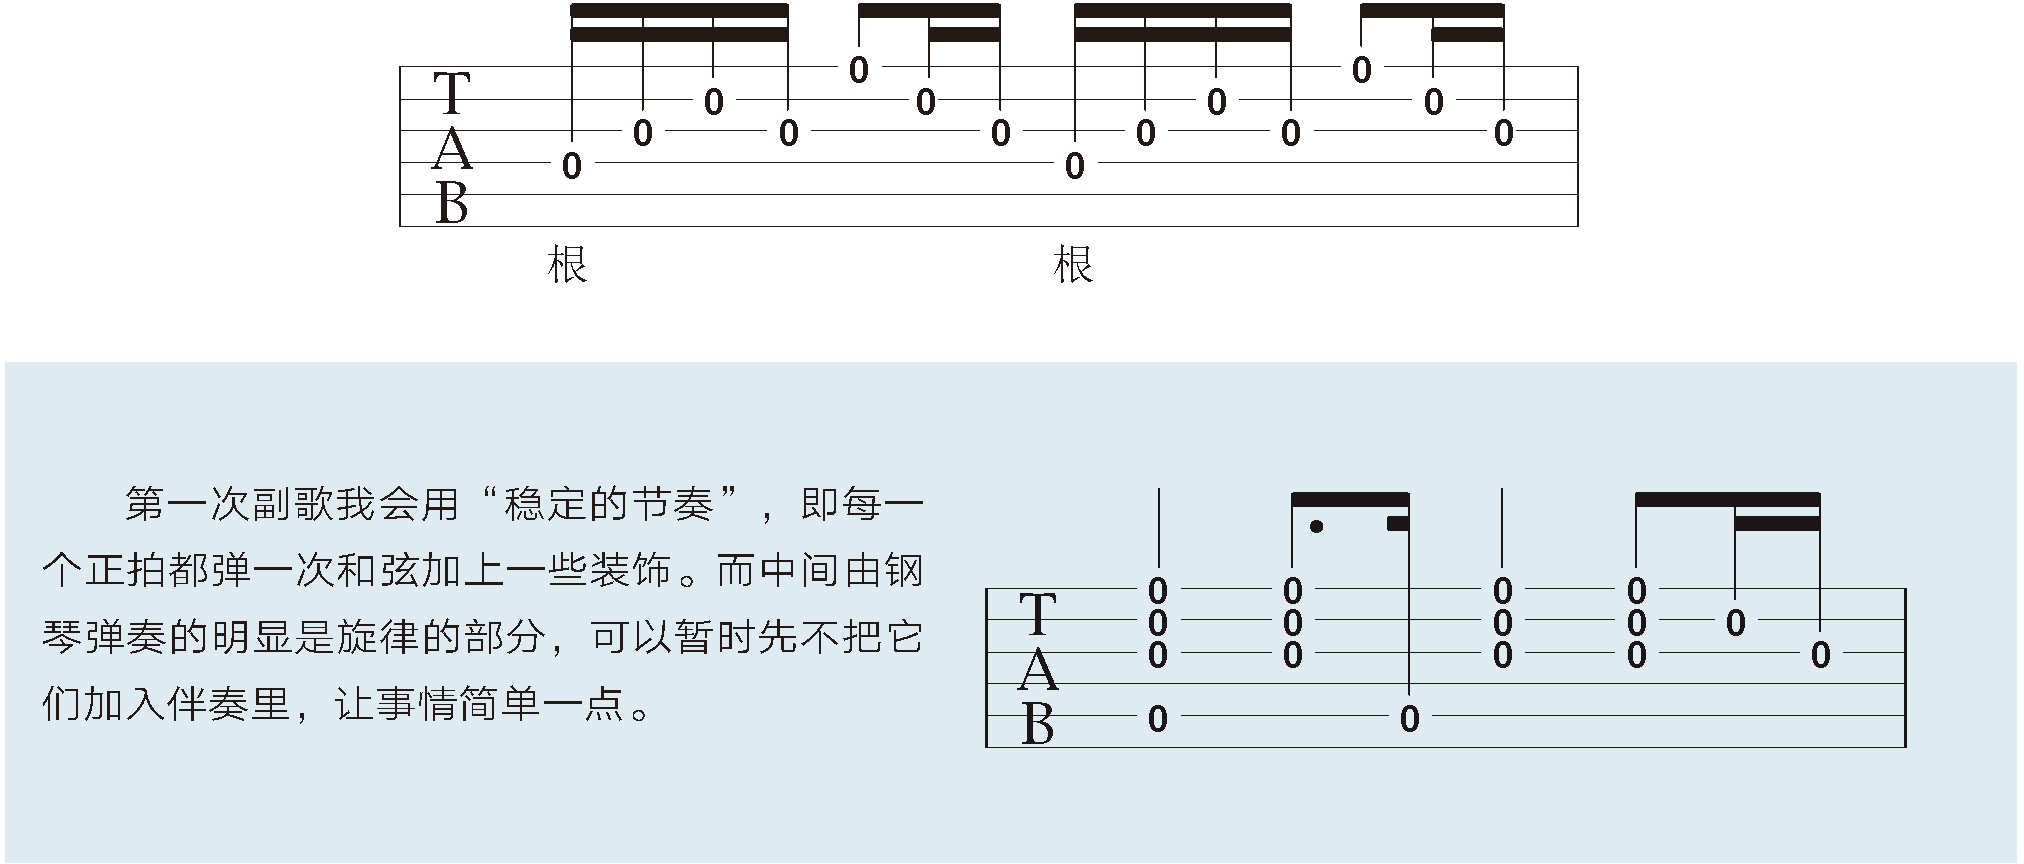 T 0 0 0 0 0 0 0 0 0 0 0 0 0 0
A
B
根 根
第一次副歌我会用“稳定的节奏”，即每一
个正拍都弹一次和弦加上一些装饰。而中间由钢
琴弹奏的明显是旋律的部分，可以暂时先不把它
们加入伴奏里，让事情简单一点。
T 0 0 0 0
0 0 0 0 0
A 0 0 0 0 0
B 0 0